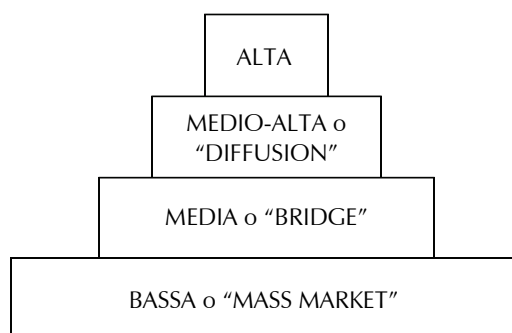 ALTA
MEDIO-ALTA o
“DIFFUSION”
MEDIA o “BRIDGE”
BASSA o “MASS MARKET”